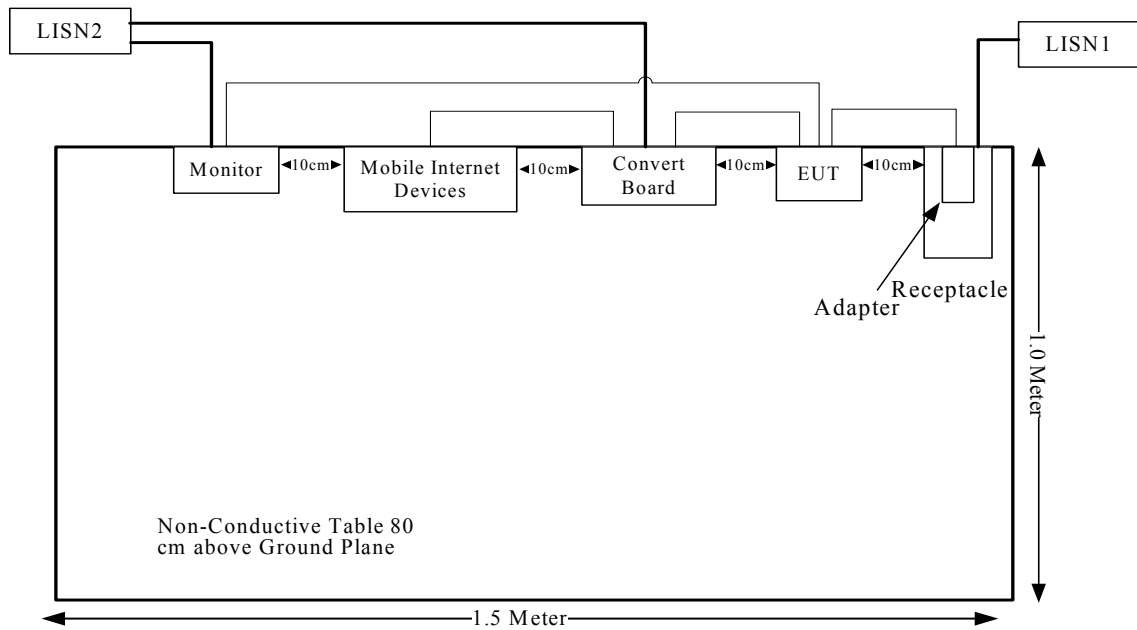 LISN2
LISN1
Monitor
10cm
Mobile Internet
Devices
10cm
Convert
Board
10cm
EUT
10cm
Adapter
Receptacle
1.0 Meter
Non-Conductive Table 80
cm above Ground Plane
1.5 Meter